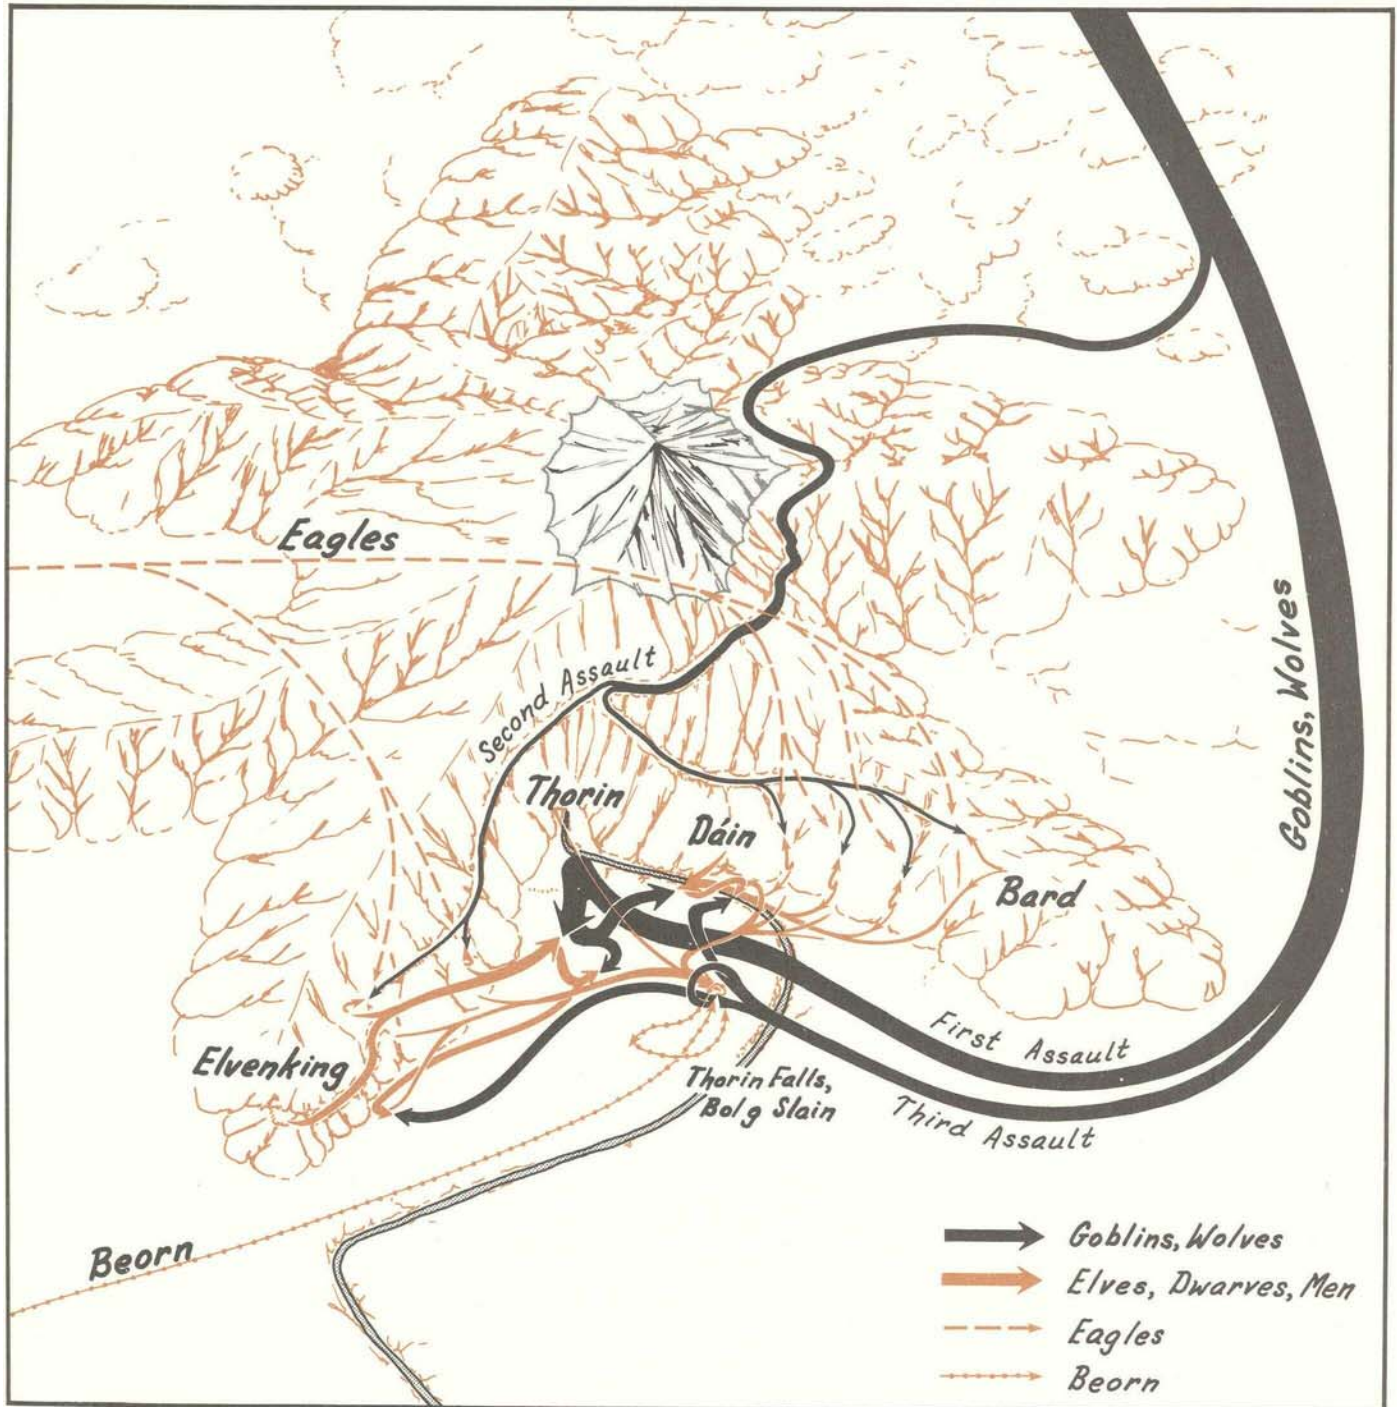 Goblins, Wolves
Eagles
Second Assault
Thorin
Dáin
Bard
Elvenking
First Assault
Thorin Falls,
Bolg Slain
Third Assault
Beorn
Goblins, Wolves
Elves, Dwarves, Men
Eagles
Beorn